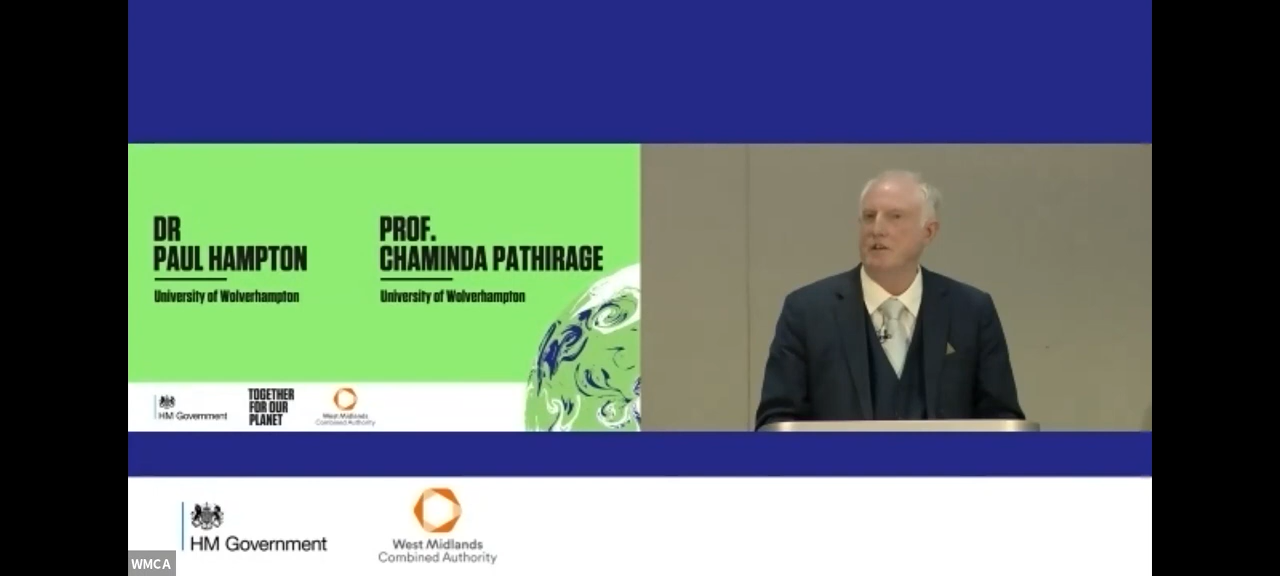 DR
PAUL HAMPTON
University of Wolverhampton
PROF.
CHAMINDA PATHIRAGE
University of Wolverhampton
HM Government
TOGETHER
FOR OUR
PLANET
West Midlands
Combined Authority
HM Government
West Midlands
Combined Authority
WMCA